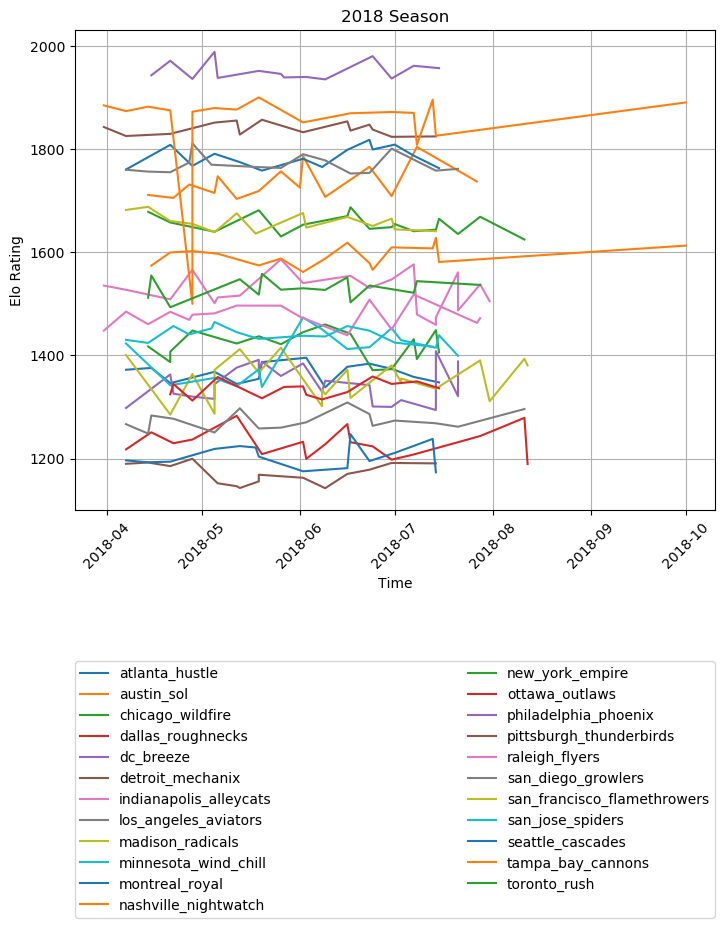 2018 Season
Elo Rating
2000
1800
1600
1400
1200
2018-04
2018-05
2018-06
2018-07
2018-08
2018-09
2018-10
Time
atlanta_hustle
austin_sol
chicago_wildfire
dallas_roughnecks
dc_breeze
detroit_mechanix
indianapolis_alleycats
los_angeles_aviators
madison_radicals
minnesota_wind_chill
montreal_royal
nashville_nightwatch
new_york_empire
ottawa_outlaws
philadelphia_phoenix
pittsburgh_thunderbirds
raleigh_flyers
san_diego_growlers
san_francisco_flamethrowers
san_jose_spiders
seattle_cascades
tampa_bay_cannons
toronto_rush